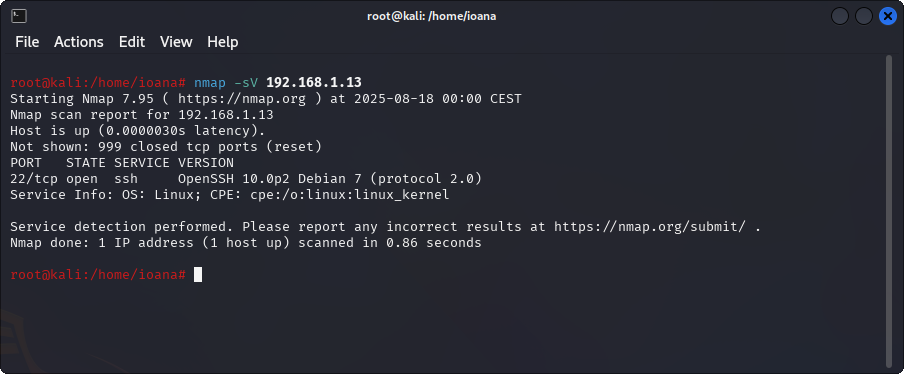 root@kali: /home/ioana
File Actions Edit View Help
root@kali:/home/ioana# nmap -sV 192.168.1.13
Starting Nmap 7.95 ( https://nmap.org ) at 2025-08-18 00:00 CEST
Nmap scan report for 192.168.1.13
Host is up (0.0000030s latency).
Not shown: 999 closed tcp ports (reset)
PORT   STATE SERVICE VERSION
22/tcp open  ssh     OpenSSH 10.0p2 Debian 7 (protocol 2.0)
Service Info: OS: Linux; CPE: cpe:/o:linux:linux_kernel
Service detection performed. Please report any incorrect results at https://nmap.org/submit/ .
Nmap done: 1 IP address (1 host up) scanned in 0.86 seconds
root@kali:/home/ioana#